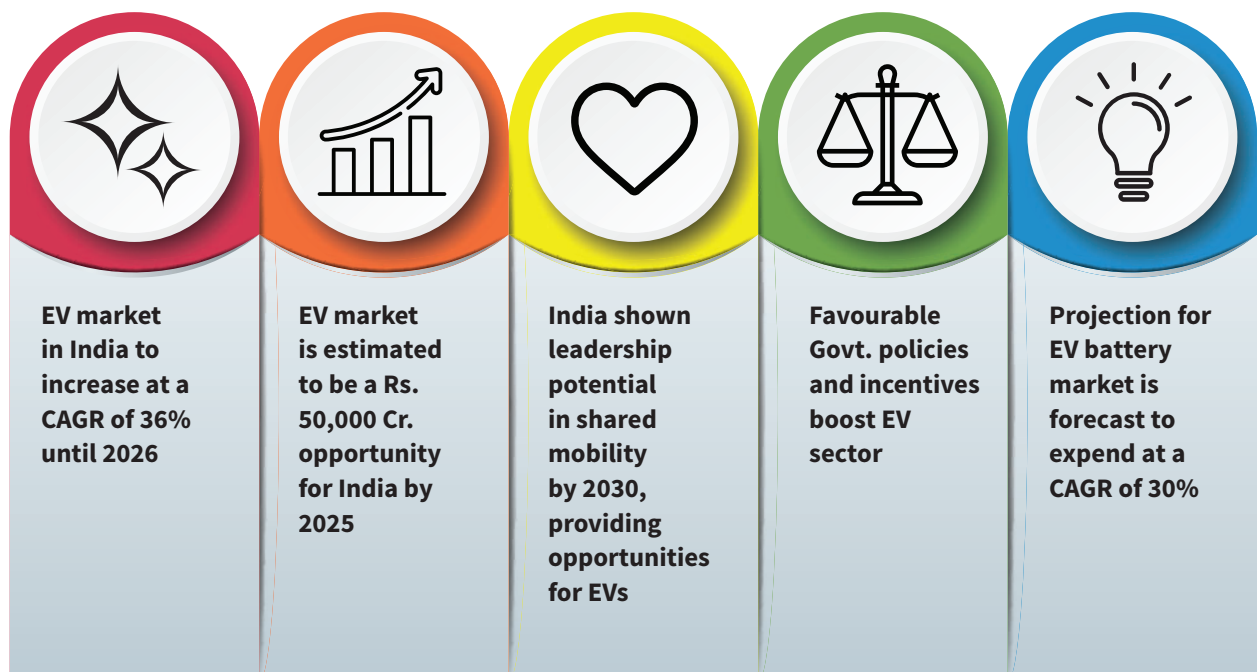 EV market
in India to
increase at a
CAGR of 36%
until 2026
EV market
is estimated
to be a Rs.
50,000 Cr.
opportunity
for India by
2025
India shown
leadership
potential
in shared
mobility
by 2030,
providing
opportunities
for EVs
Favourable
Govt. policies
and incentives
boost EV
sector
Projection for
EV battery
market is
forecast to
expend at a
CAGR of 30%